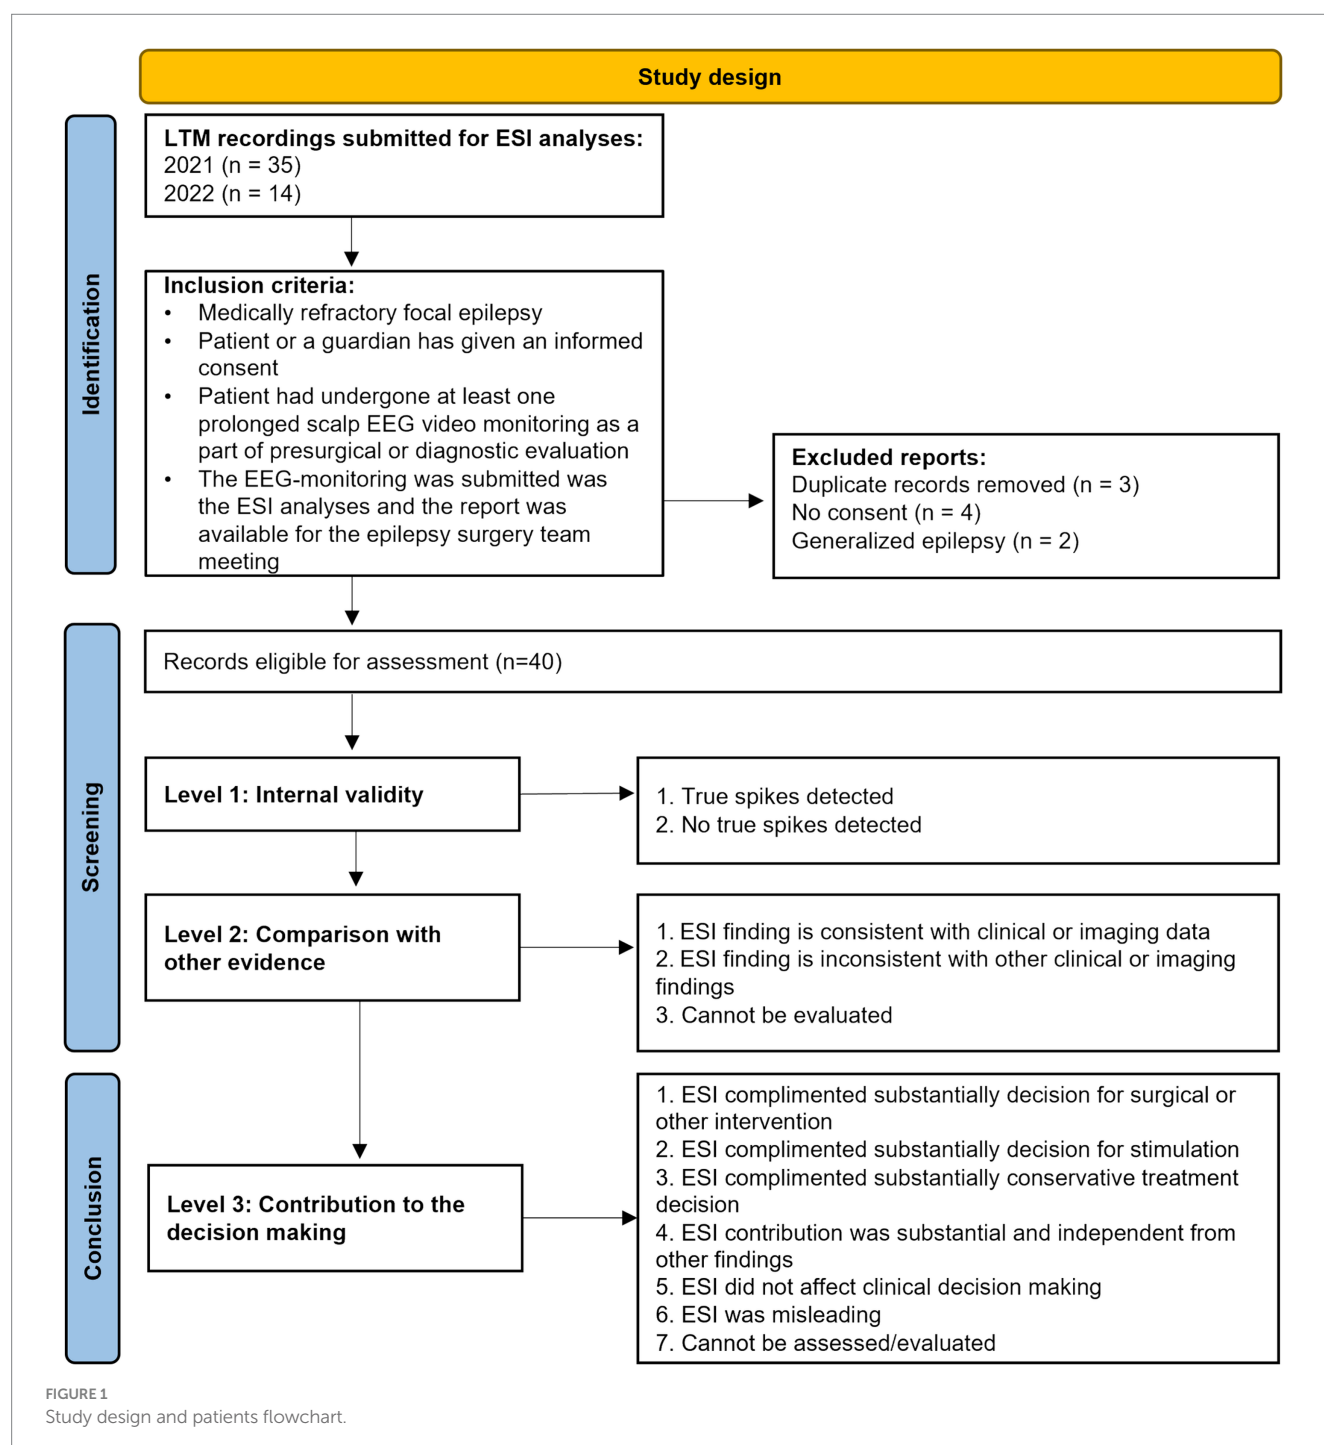 Study design
Identification
LTM recordings submitted for ESI analyses:
2021 (n = 35)
2022 (n = 14)
Inclusion criteria:
• Medically refractory focal epilepsy
• Patient or a guardian has given an informed
consent
• Patient had undergone at least one
prolonged scalp EEG video monitoring as a
part of presurgical or diagnostic evaluation
• The EEG-monitoring was submitted was
the ESI analyses and the report was
available for the epilepsy surgery team
meeting
Excluded reports:
Duplicate records removed (n = 3)
No consent (n = 4)
Generalized epilepsy (n = 2)
Screening
Records eligible for assessment (n=40)
Level 1: Internal validity
1. True spikes detected
2. No true spikes detected
Level 2: Comparison with
other evidence
1. ESI finding is consistent with clinical or imaging data
2. ESI finding is inconsistent with other clinical or imaging
findings
3. Cannot be evaluated
Conclusion
Level 3: Contribution to the
decision making
1. ESI complimented substantially decision for surgical or
other intervention
2. ESI complimented substantially decision for stimulation
3. ESI complimented substantially conservative treatment
decision
4. ESI contribution was substantial and independent from
other findings
5. ESI did not affect clinical decision making
6. ESI was misleading
7. Cannot be assessed/evaluated
FIGURE 1
Study design and patients flowchart.